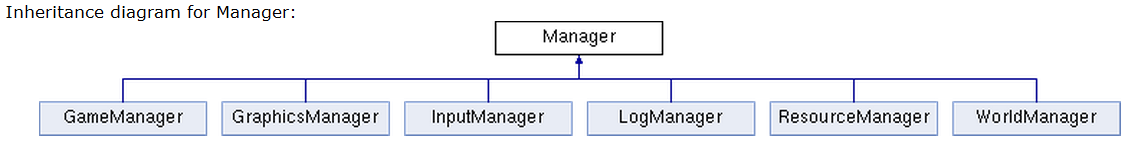 Inheritance diagram for Manager:
Manager
GameManager GraphicsManager InputManager LogManager ResourceManager WorldManager